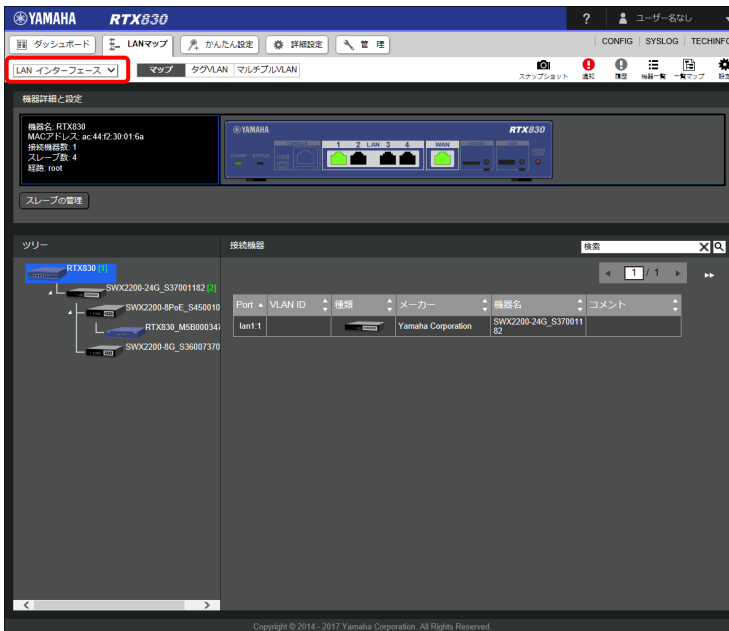 YAMAHA RTX830 ? ユーザー名なし
ダッシュボード LANマップ かんたん設定 詳細設定 管 理 CONFIG SYSLOG TECHINFO
LAN インターフェース マップ タグVLAN マルチプルVLAN スナップショット 通知 履歴 機器一覧 一覧マップ 設定
機器詳細と設定
機器名: RTX830
MACアドレス: ac:44:f2:30:01:6a
接続機器数: 1
スレーブ数: 4
経路: root
YAMAHA RTX830
1 2 LAN 3 4 WAN
スレーブの管理
ツリー 接続機器 検索
RTX830 [1] 1 / 1
SWX2200-24G_S37001182 [2]
SWX2200-8PoE_S450010
RTX830_M5B000347
SWX2200-8G_S36007370
Port VLAN ID 種類 メーカー 機器名 コメント
lan1:1 Yamaha Corporation SWX2200-24G_S370011
82
Copyright © 2014 - 2017 Yamaha Corporation. All Rights Reserved.